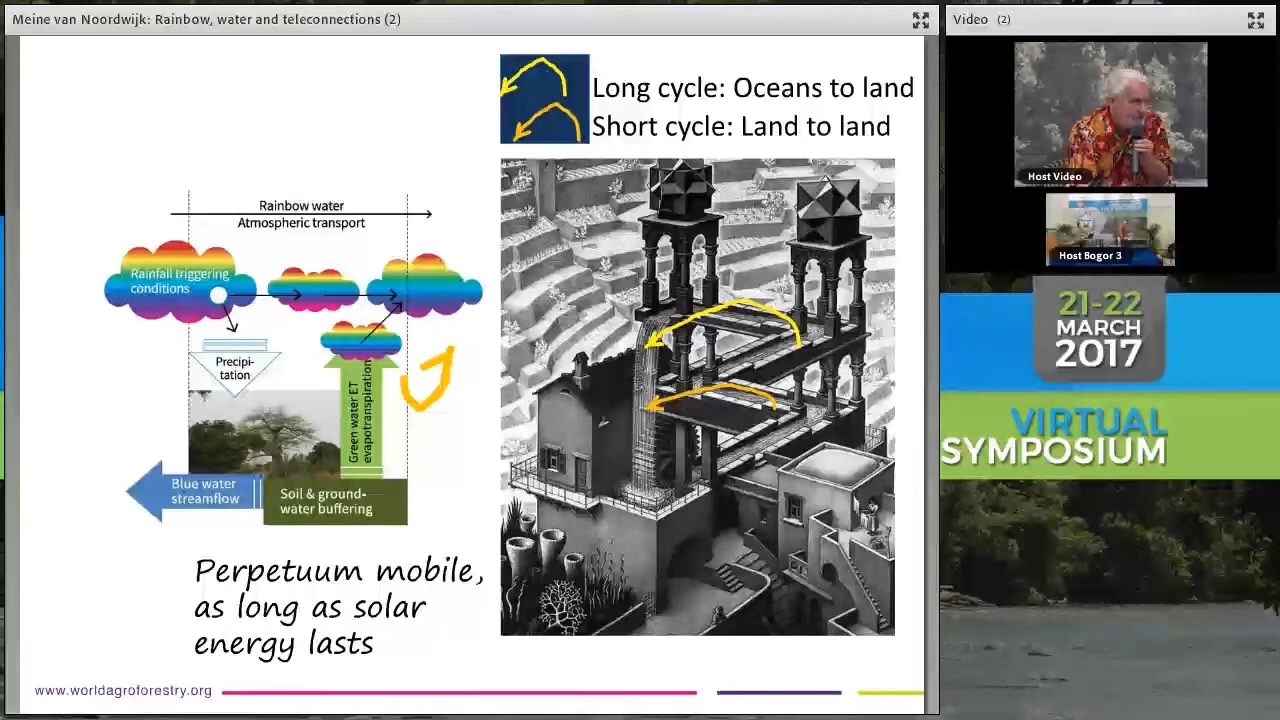 Meine van Noordwijk: Rainbow, water and teleconnections (2)
Video (2)
Long cycle: Oceans to land
Short cycle: Land to land
Rainbow water
Atmospheric transport
Rainfall triggering
conditions
Precipi-
tation
Green water ET
evapotranspiration
Blue water
streamflow
Soil & ground-
water buffering
Perpetuum mobile,
as long as solar
energy lasts
www.worldagroforestry.org
Host Video
Host Bogor 3
21-22
MARCH
2017
VIRTUAL
SYMPOSIUM